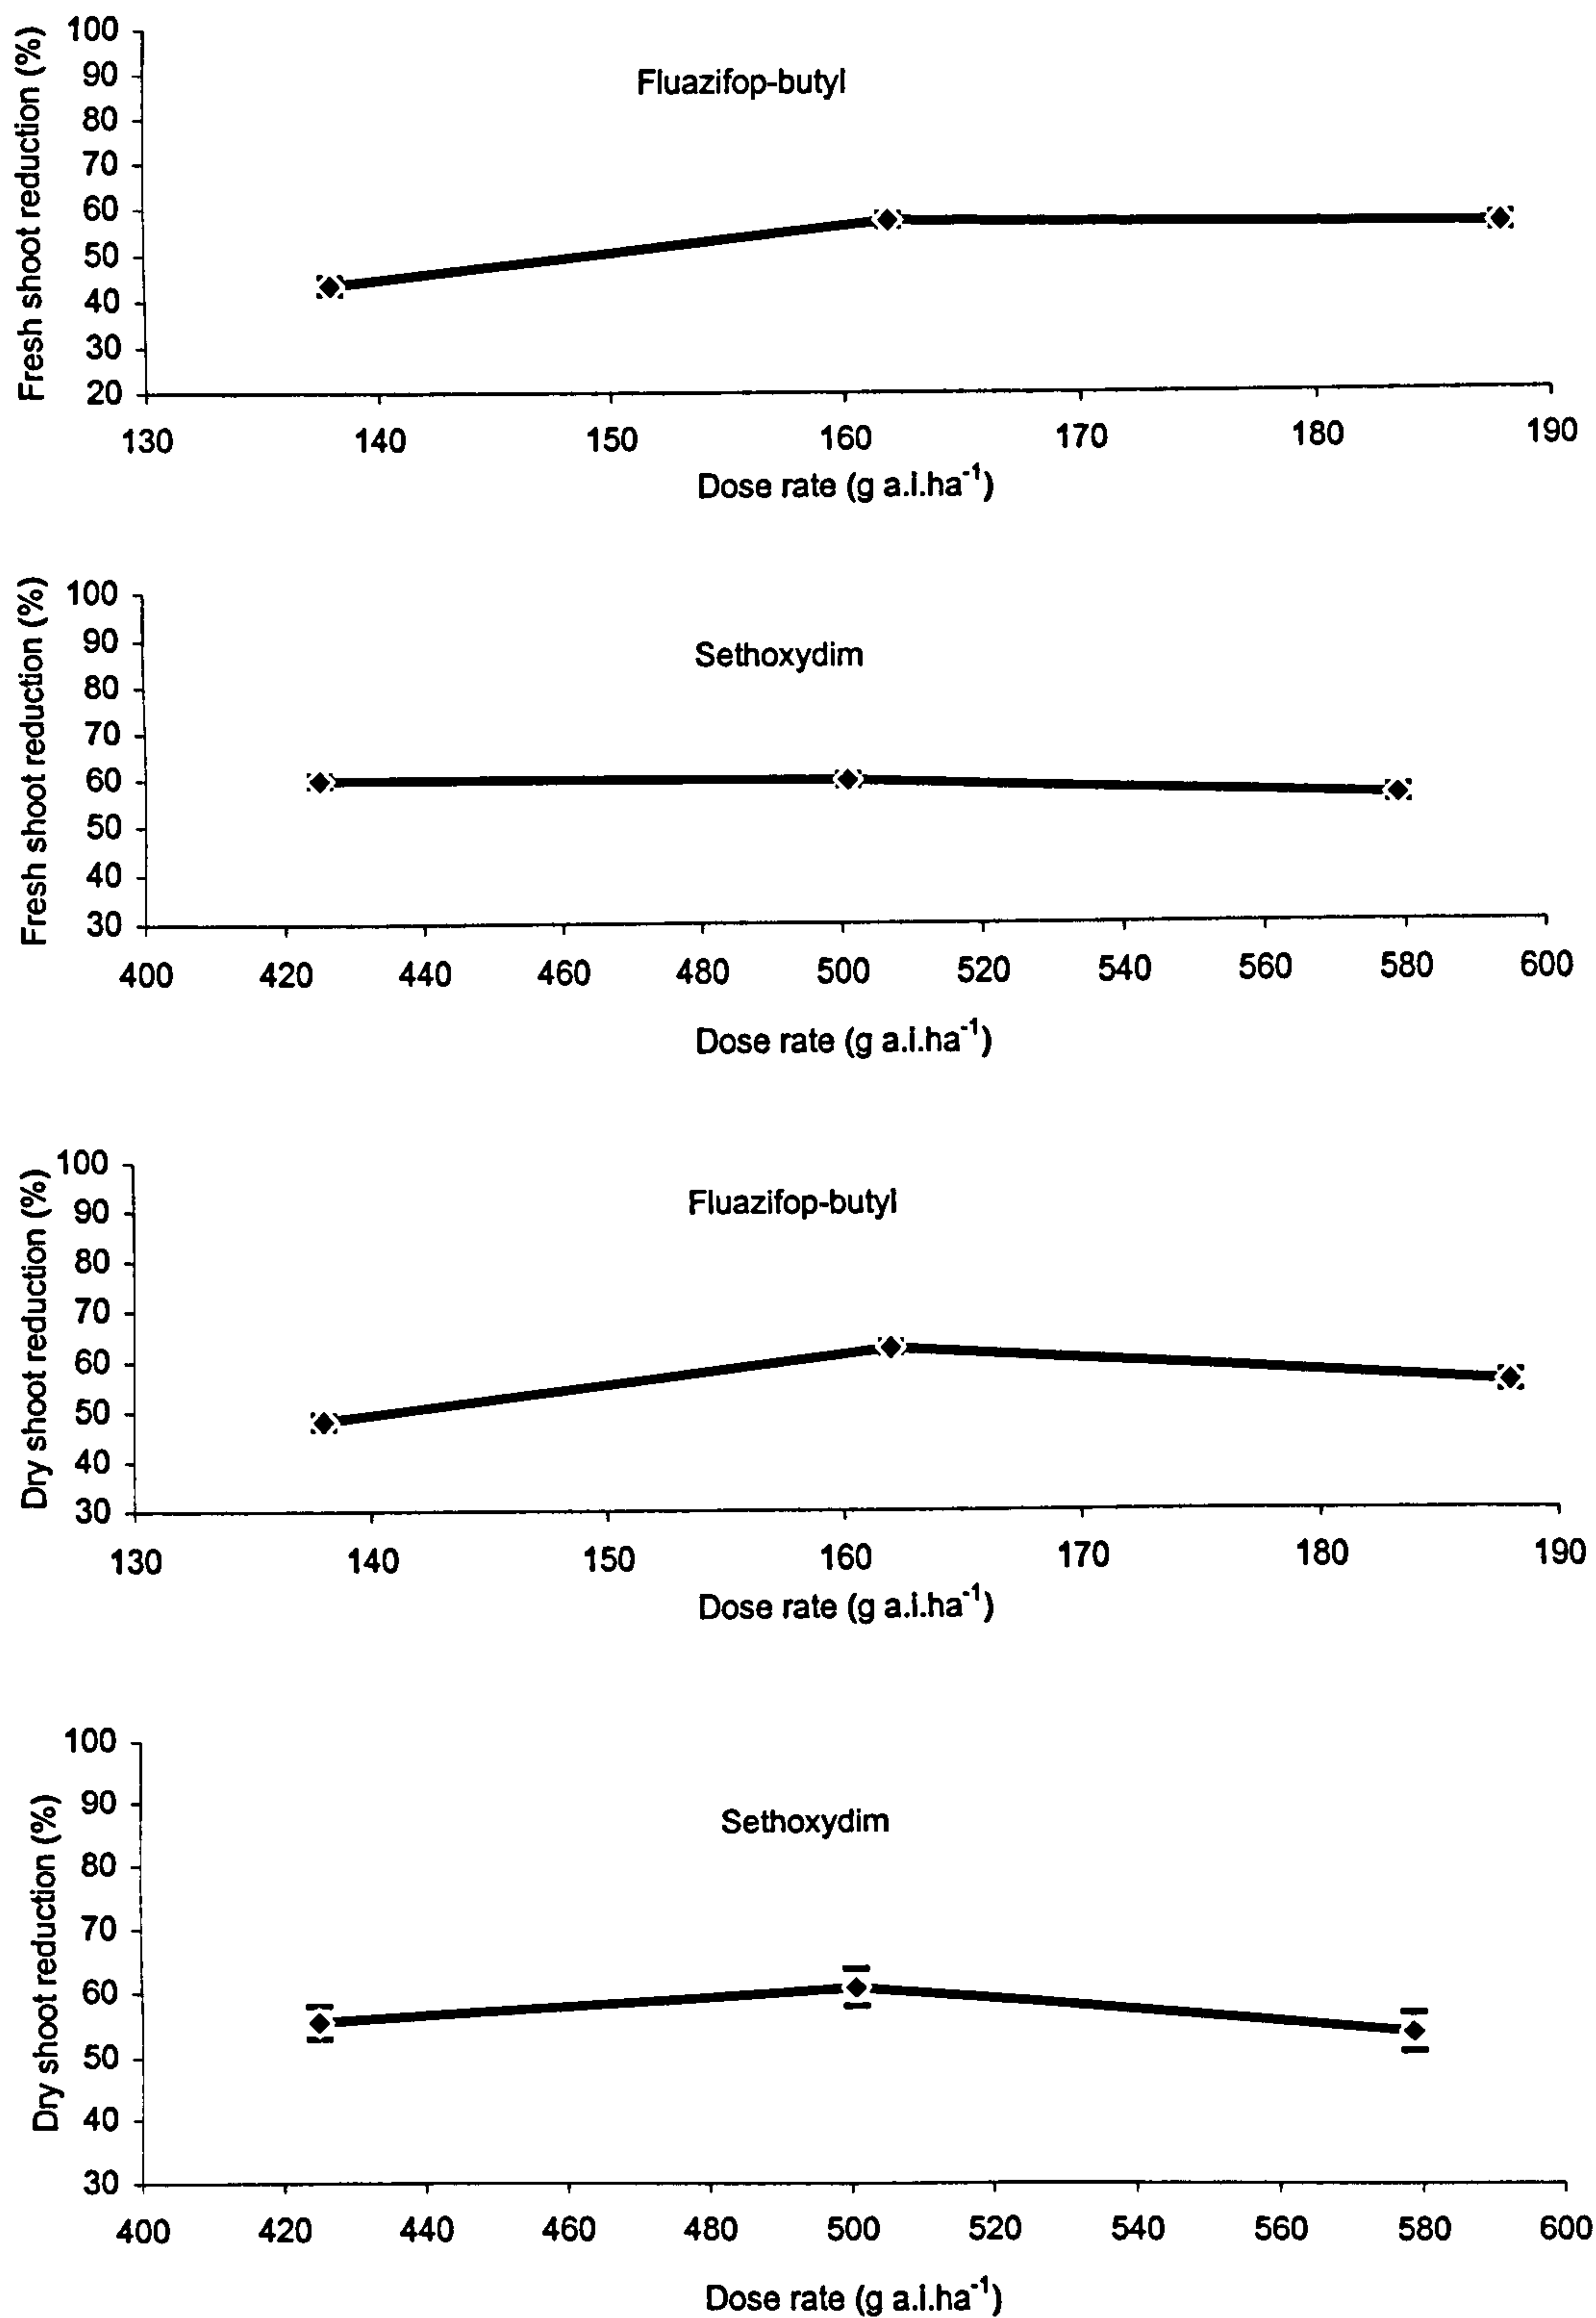 Fresh shoot reduction (%)
100
90
80
70
60
50
40
30
20
Fluazifop-butyl
130 140 150 160 170 180 190
Dose rate (g a.i.ha⁻¹)
Fresh shoot reduction (%)
100
90
80
70
60
50
40
30
Sethoxydim
400 420 440 460 480 500 520 540 560 580 600
Dose rate (g a.i.ha⁻¹)
Dry shoot reduction (%)
100
90
80
70
60
50
40
30
Fluazifop-butyl
130 140 150 160 170 180 190
Dose rate (g a.i.ha⁻¹)
Dry shoot reduction (%)
100
90
80
70
60
50
40
30
Sethoxydim
400 420 440 460 480 500 520 540 560 580 600
Dose rate (g a.i.ha⁻¹)